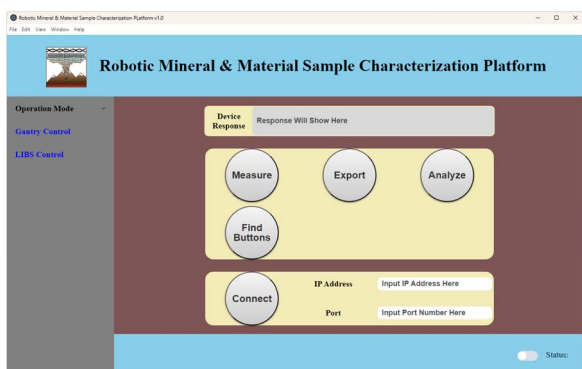 Robotic Mineral & Material Sample Characterization PLatform v1.0
File Edit View Window Help
Robotic Mineral & Material Sample Characterization Platform
Operation Mode
Gantry Control
LIBS Control
Device
Response
Response Will Show Here
Measure
Export
Analyze
Find
Buttons
Connect
IP Address
Input IP Address Here
Port
Input Port Number Here
Status: